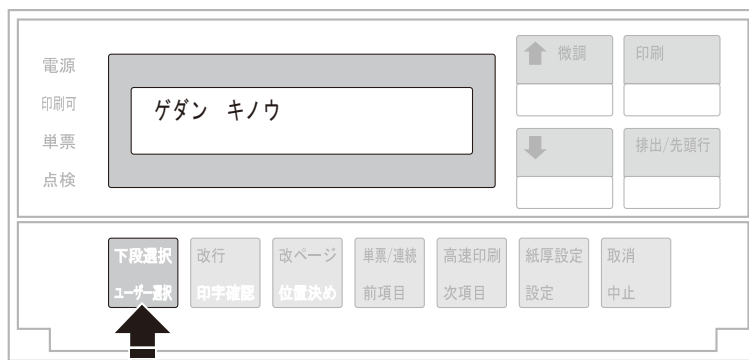 電源
印刷可
単票
点検
ゲダン キノウ
微調
印刷
排出/先頭行
下段選択
ユーザー選択
改行
印字確認
改ページ
位置決め
単票/連続
前項目
高速印刷
次項目
紙厚設定
設定
取消
中止